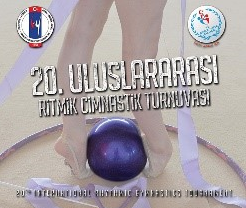 20. ULUSLARARASI
RİTMİK CİMNASTİK TURNUVASI
20TH INTERNATIONAL RHYTHMIC GYMNASTICS TOURNAMENT